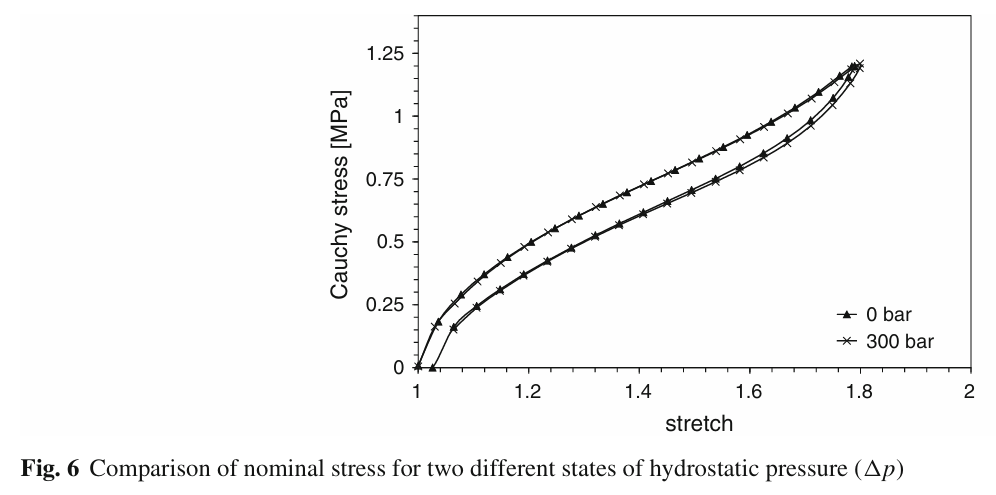 1.25
1
0.75
0.5
0.25
0
Cauchy stress [MPa]
0 bar
300 bar
1
1.2
1.4
1.6
1.8
2
stretch
Fig. 6 Comparison of nominal stress for two different states of hydrostatic pressure (Δp)